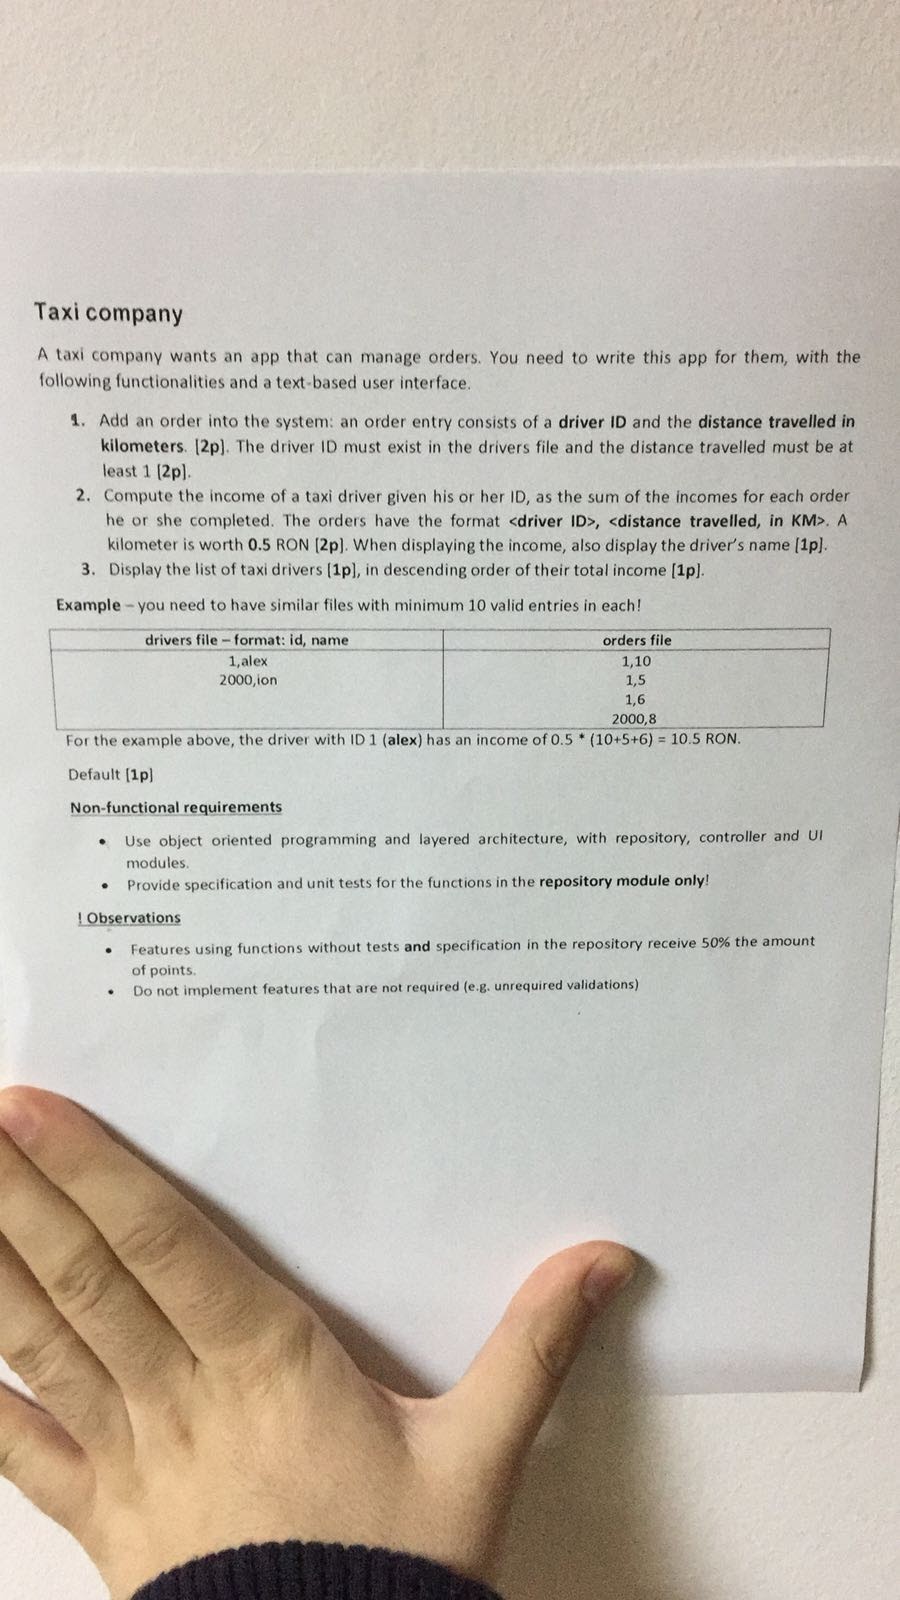 Taxi company
A taxi company wants an app that can manage orders. You need to write this app for them, with the
following functionalities and a text-based user interface.
1. Add an order into the system: an order entry consists of a driver ID and the distance travelled in
kilometers. [2p]. The driver ID must exist in the drivers file and the distance travelled must be at
least 1 [2p].
2. Compute the income of a taxi driver given his or her ID, as the sum of the incomes for each order
he or she completed. The orders have the format <driver ID>, <distance travelled, in KM>. A
kilometer is worth 0.5 RON [2p]. When displaying the income, also display the driver's name [1p].
3. Display the list of taxi drivers [1p], in descending order of their total income [1p].
Example – you need to have similar files with minimum 10 valid entries in each!
drivers file – format: id, name orders file
1,alex 1,10
2000,ion 1,5
1,6
2000,8
For the example above, the driver with ID 1 (alex) has an income of 0.5 * (10+5+6) = 10.5 RON.
Default [1p]
Non-functional requirements
• Use object oriented programming and layered architecture, with repository, controller and UI
modules.
• Provide specification and unit tests for the functions in the repository module only!
! Observations
• Features using functions without tests and specification in the repository receive 50% the amount
of points.
• Do not implement features that are not required (e.g. unrequired validations)